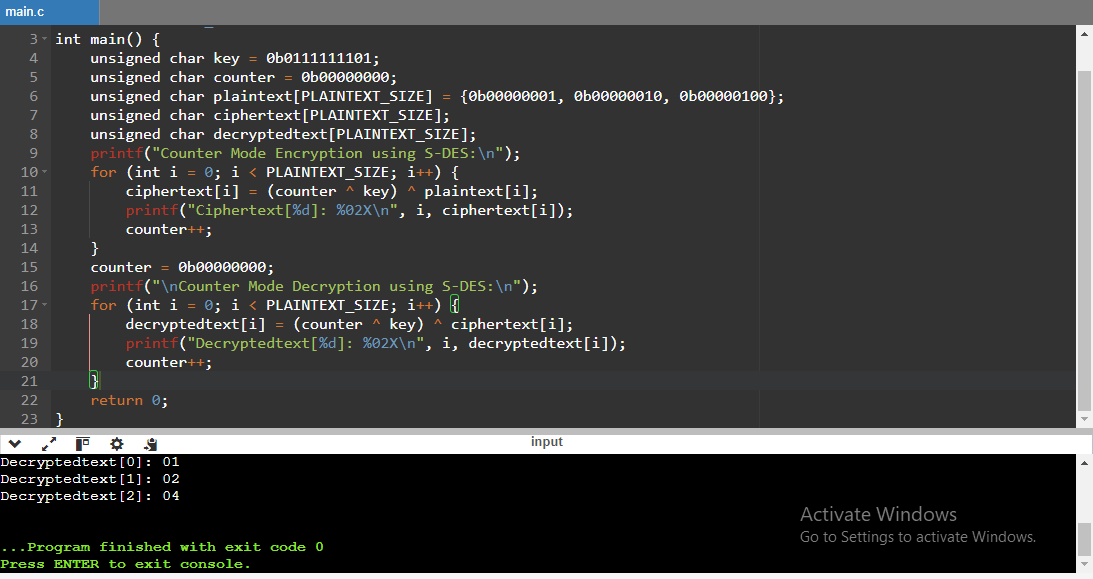 main.c
3 int main() {
4 unsigned char key = 0b0111111101;
5 unsigned char counter = 0b00000000;
6 unsigned char plaintext[PLAINTEXT_SIZE] = {0b00000001, 0b00000010, 0b00000100};
7 unsigned char ciphertext[PLAINTEXT_SIZE];
8 unsigned char decryptedtext[PLAINTEXT_SIZE];
9 printf("Counter Mode Encryption using S-DES:\n");
10 for (int i = 0; i < PLAINTEXT_SIZE; i++) {
11 ciphertext[i] = (counter ^ key) ^ plaintext[i];
12 printf("Ciphertext[%d]: %02X\n", i, ciphertext[i]);
13 counter++;
14 }
15 counter = 0b00000000;
16 printf("\nCounter Mode Decryption using S-DES:\n");
17 for (int i = 0; i < PLAINTEXT_SIZE; i++) {
18 decryptedtext[i] = (counter ^ key) ^ ciphertext[i];
19 printf("Decryptedtext[%d]: %02X\n", i, decryptedtext[i]);
20 counter++;
21 }
22 return 0;
23 }
input
Decryptedtext[0]: 01
Decryptedtext[1]: 02
Decryptedtext[2]: 04
...Program finished with exit code 0
Press ENTER to exit console.
Activate Windows
Go to Settings to activate Windows.